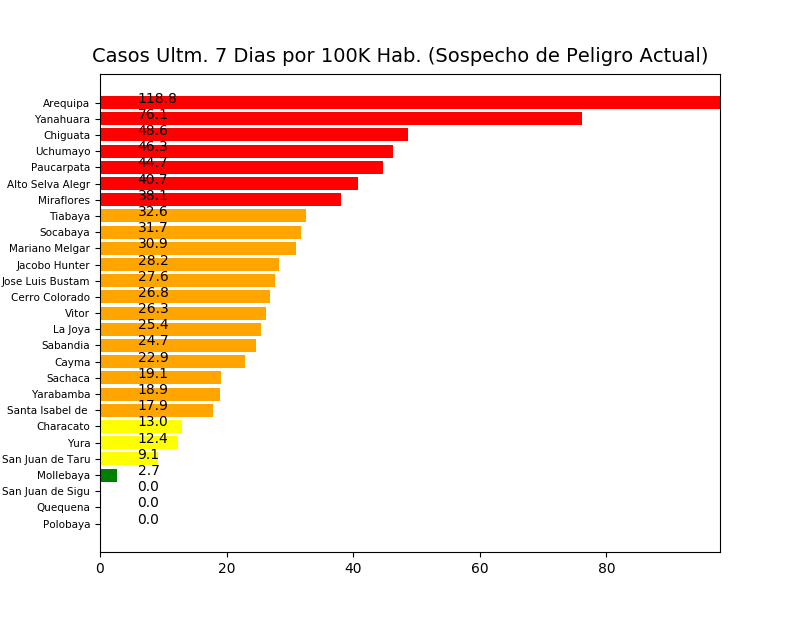 Casos Ultm. 7 Dias por 100K Hab. (Sospecho de Peligro Actual)
Arequipa 118.8
Yanahuara 76.1
Chiguata 48.6
Uchumayo 46.3
Paucarpata 44.7
Alto Selva Alegr 40.7
Miraflores 38.1
Tiabaya 32.6
Socabaya 31.7
Mariano Melgar 30.9
Jacobo Hunter 28.2
Jose Luis Bustam 27.6
Cerro Colorado 26.8
Vitor 26.3
La Joya 25.4
Sabandia 24.7
Cayma 22.9
Sachaca 19.1
Yarabamba 18.9
Santa Isabel de 17.9
Characato 13.0
Yura 12.4
San Juan de Taru 9.1
Mollebaya 2.7
San Juan de Sigu 0.0
Quequena 0.0
Polobaya 0.0
0 20 40 60 80